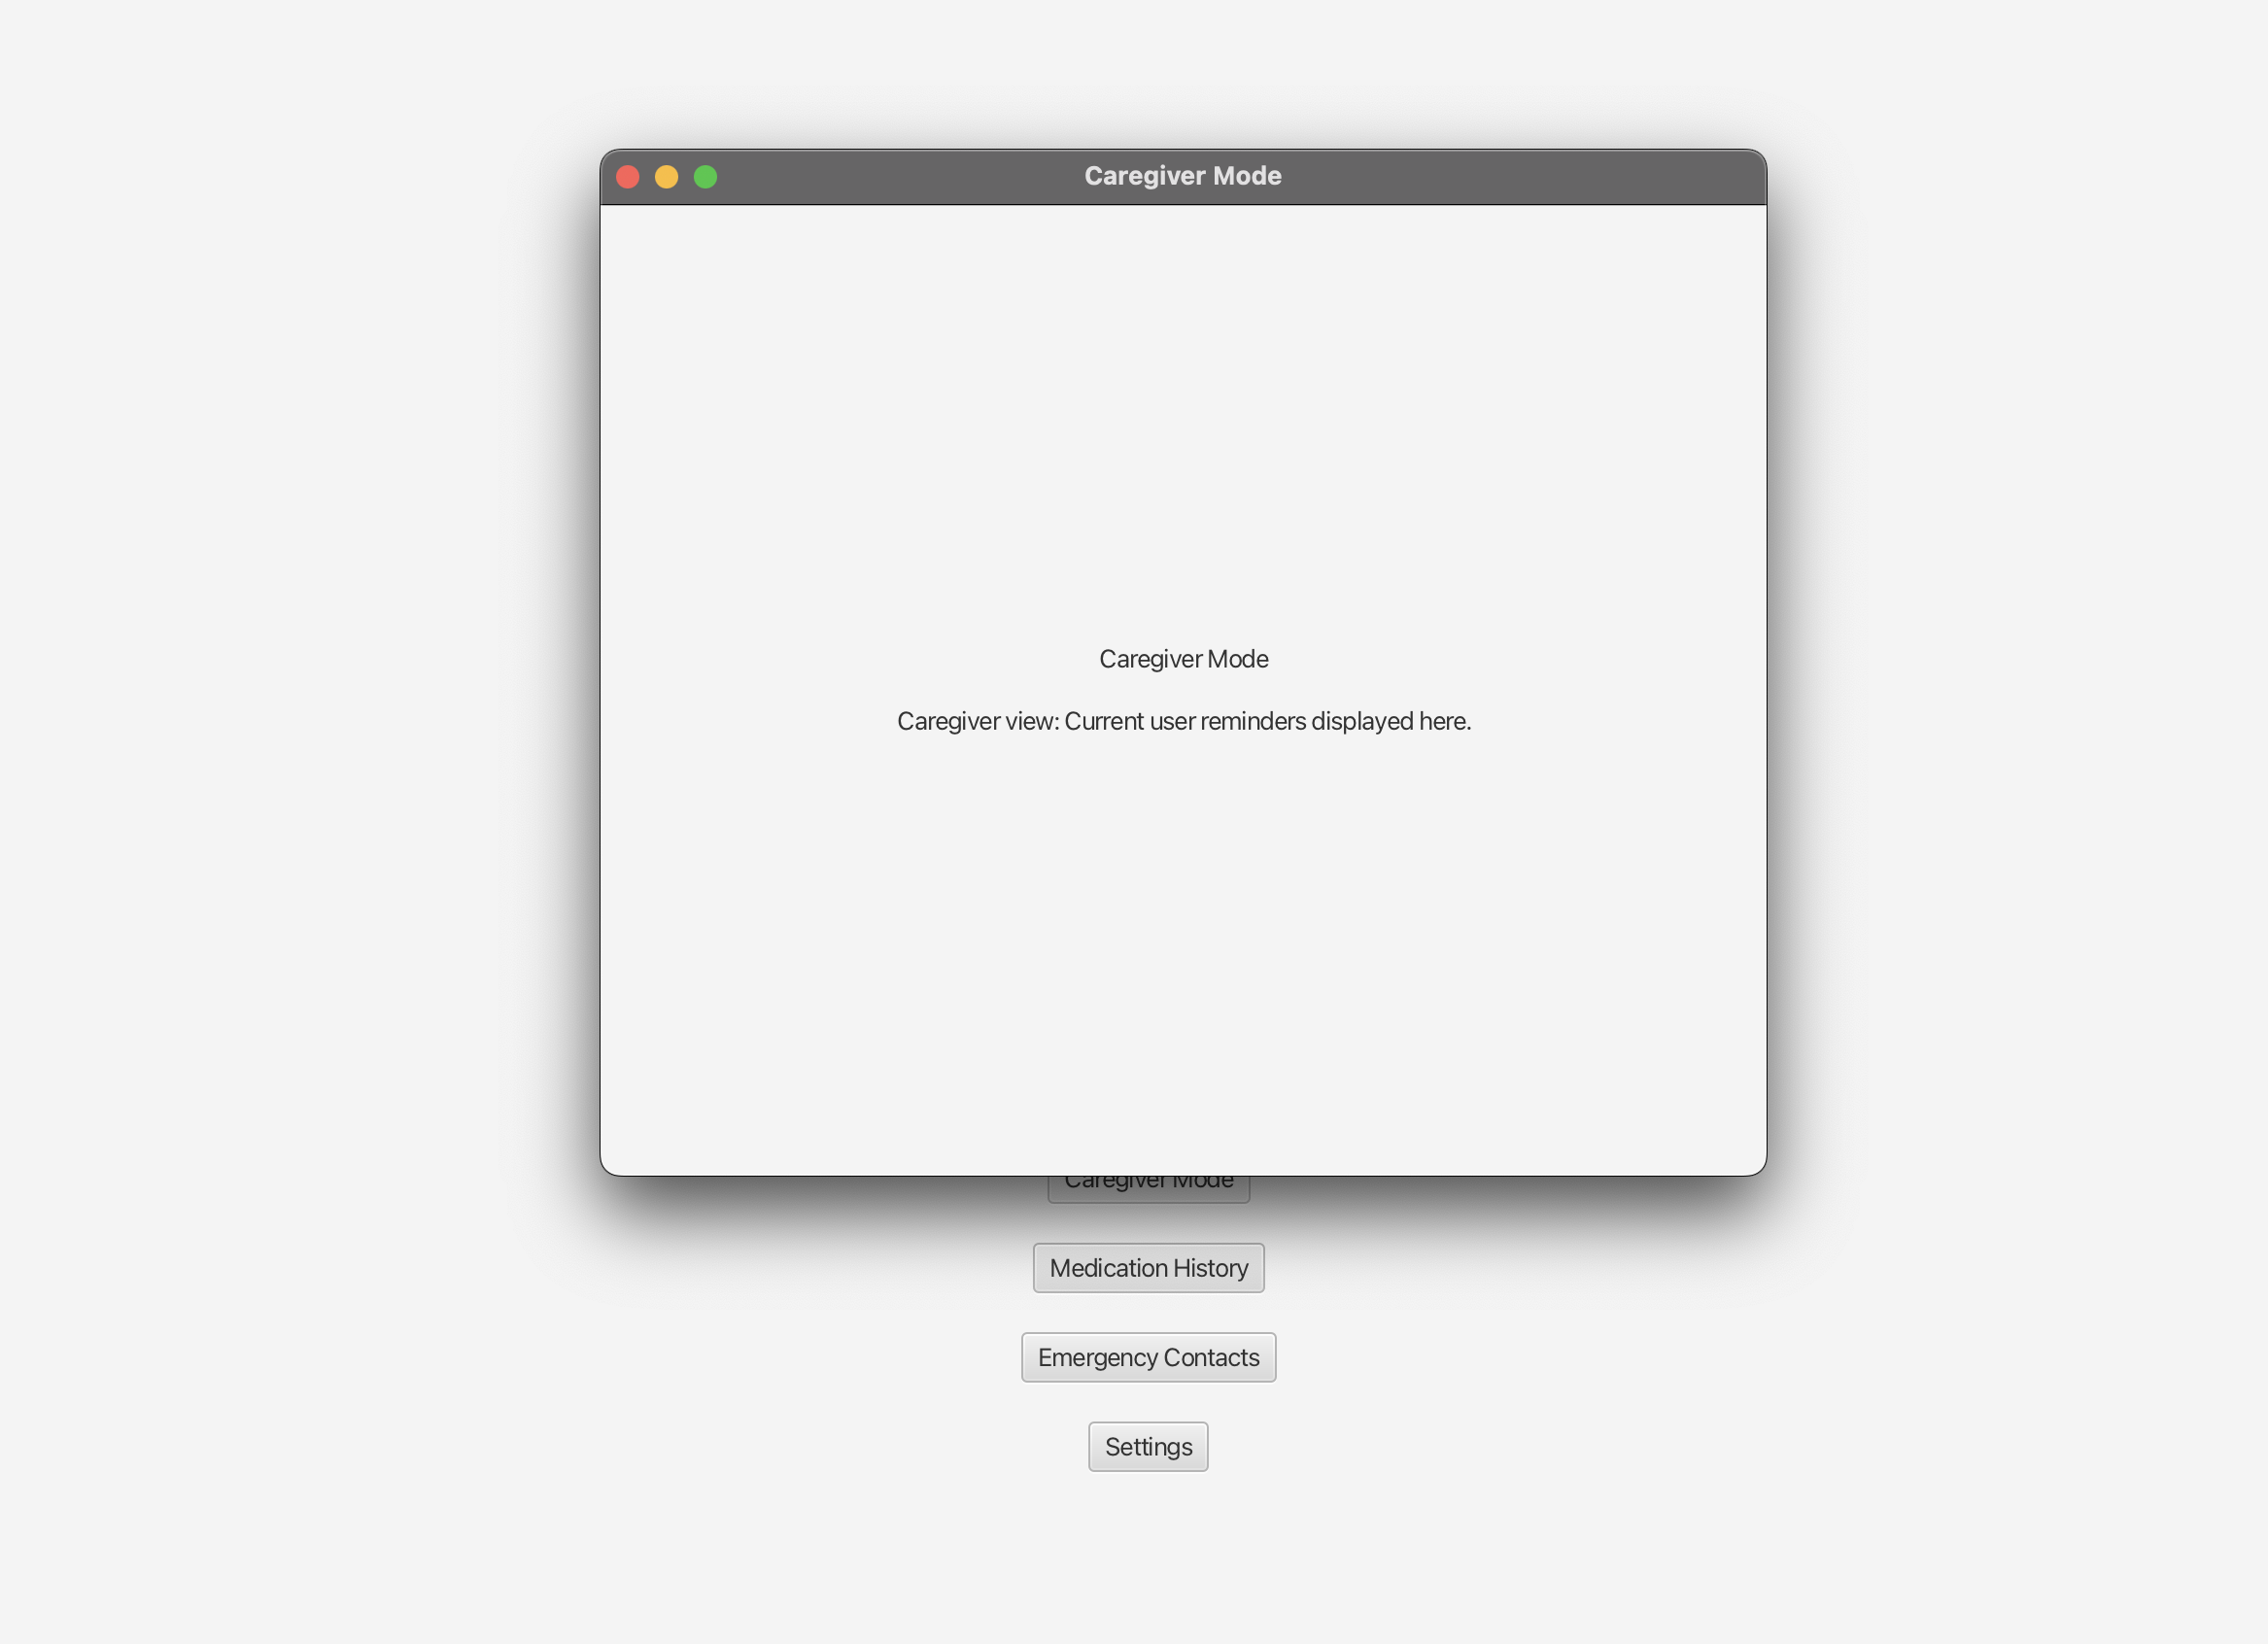 Caregiver Mode
Caregiver Mode
Caregiver view: Current user reminders displayed here.
Caregiver Mode
Medication History
Emergency Contacts
Settings